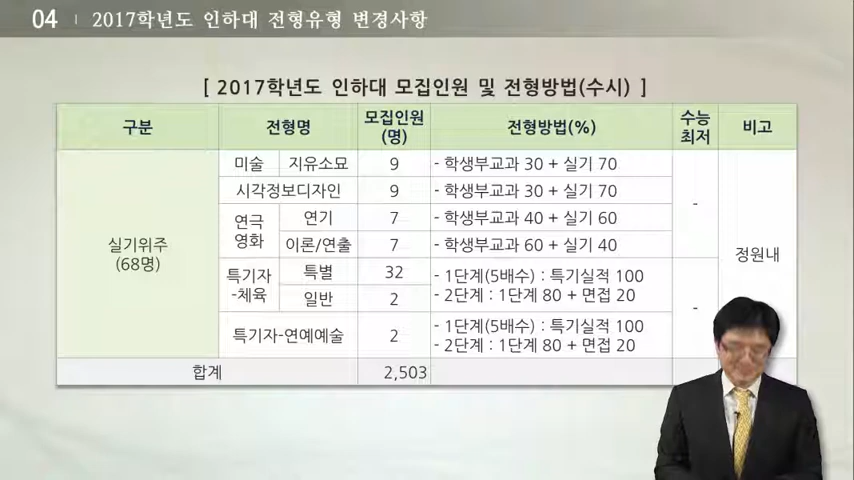 04 | 2017학년도 인하대 전형유형 변경사항
[ 2017학년도 인하대 모집인원 및 전형방법(수시) ]
구분 전형명 모집인원 (명) 전형방법(%) 수능 최저 비고
실기위주 (68명)
미술 지유소묘 9 - 학생부교과 30 + 실기 70
시각정보디자인 9 - 학생부교과 30 + 실기 70
-
연극 영화 연기 7 - 학생부교과 40 + 실기 60
이론/연출 7 - 학생부교과 60 + 실기 40
정원내
특기자 -체육 특별 32 - 1단계(5배수) : 특기실적 100
일반 2 - 2단계 : 1단계 80 + 면접 20
-
특기자-연예예술 2 - 1단계(5배수) : 특기실적 100
- 2단계 : 1단계 80 + 면접 20
합계 2,503